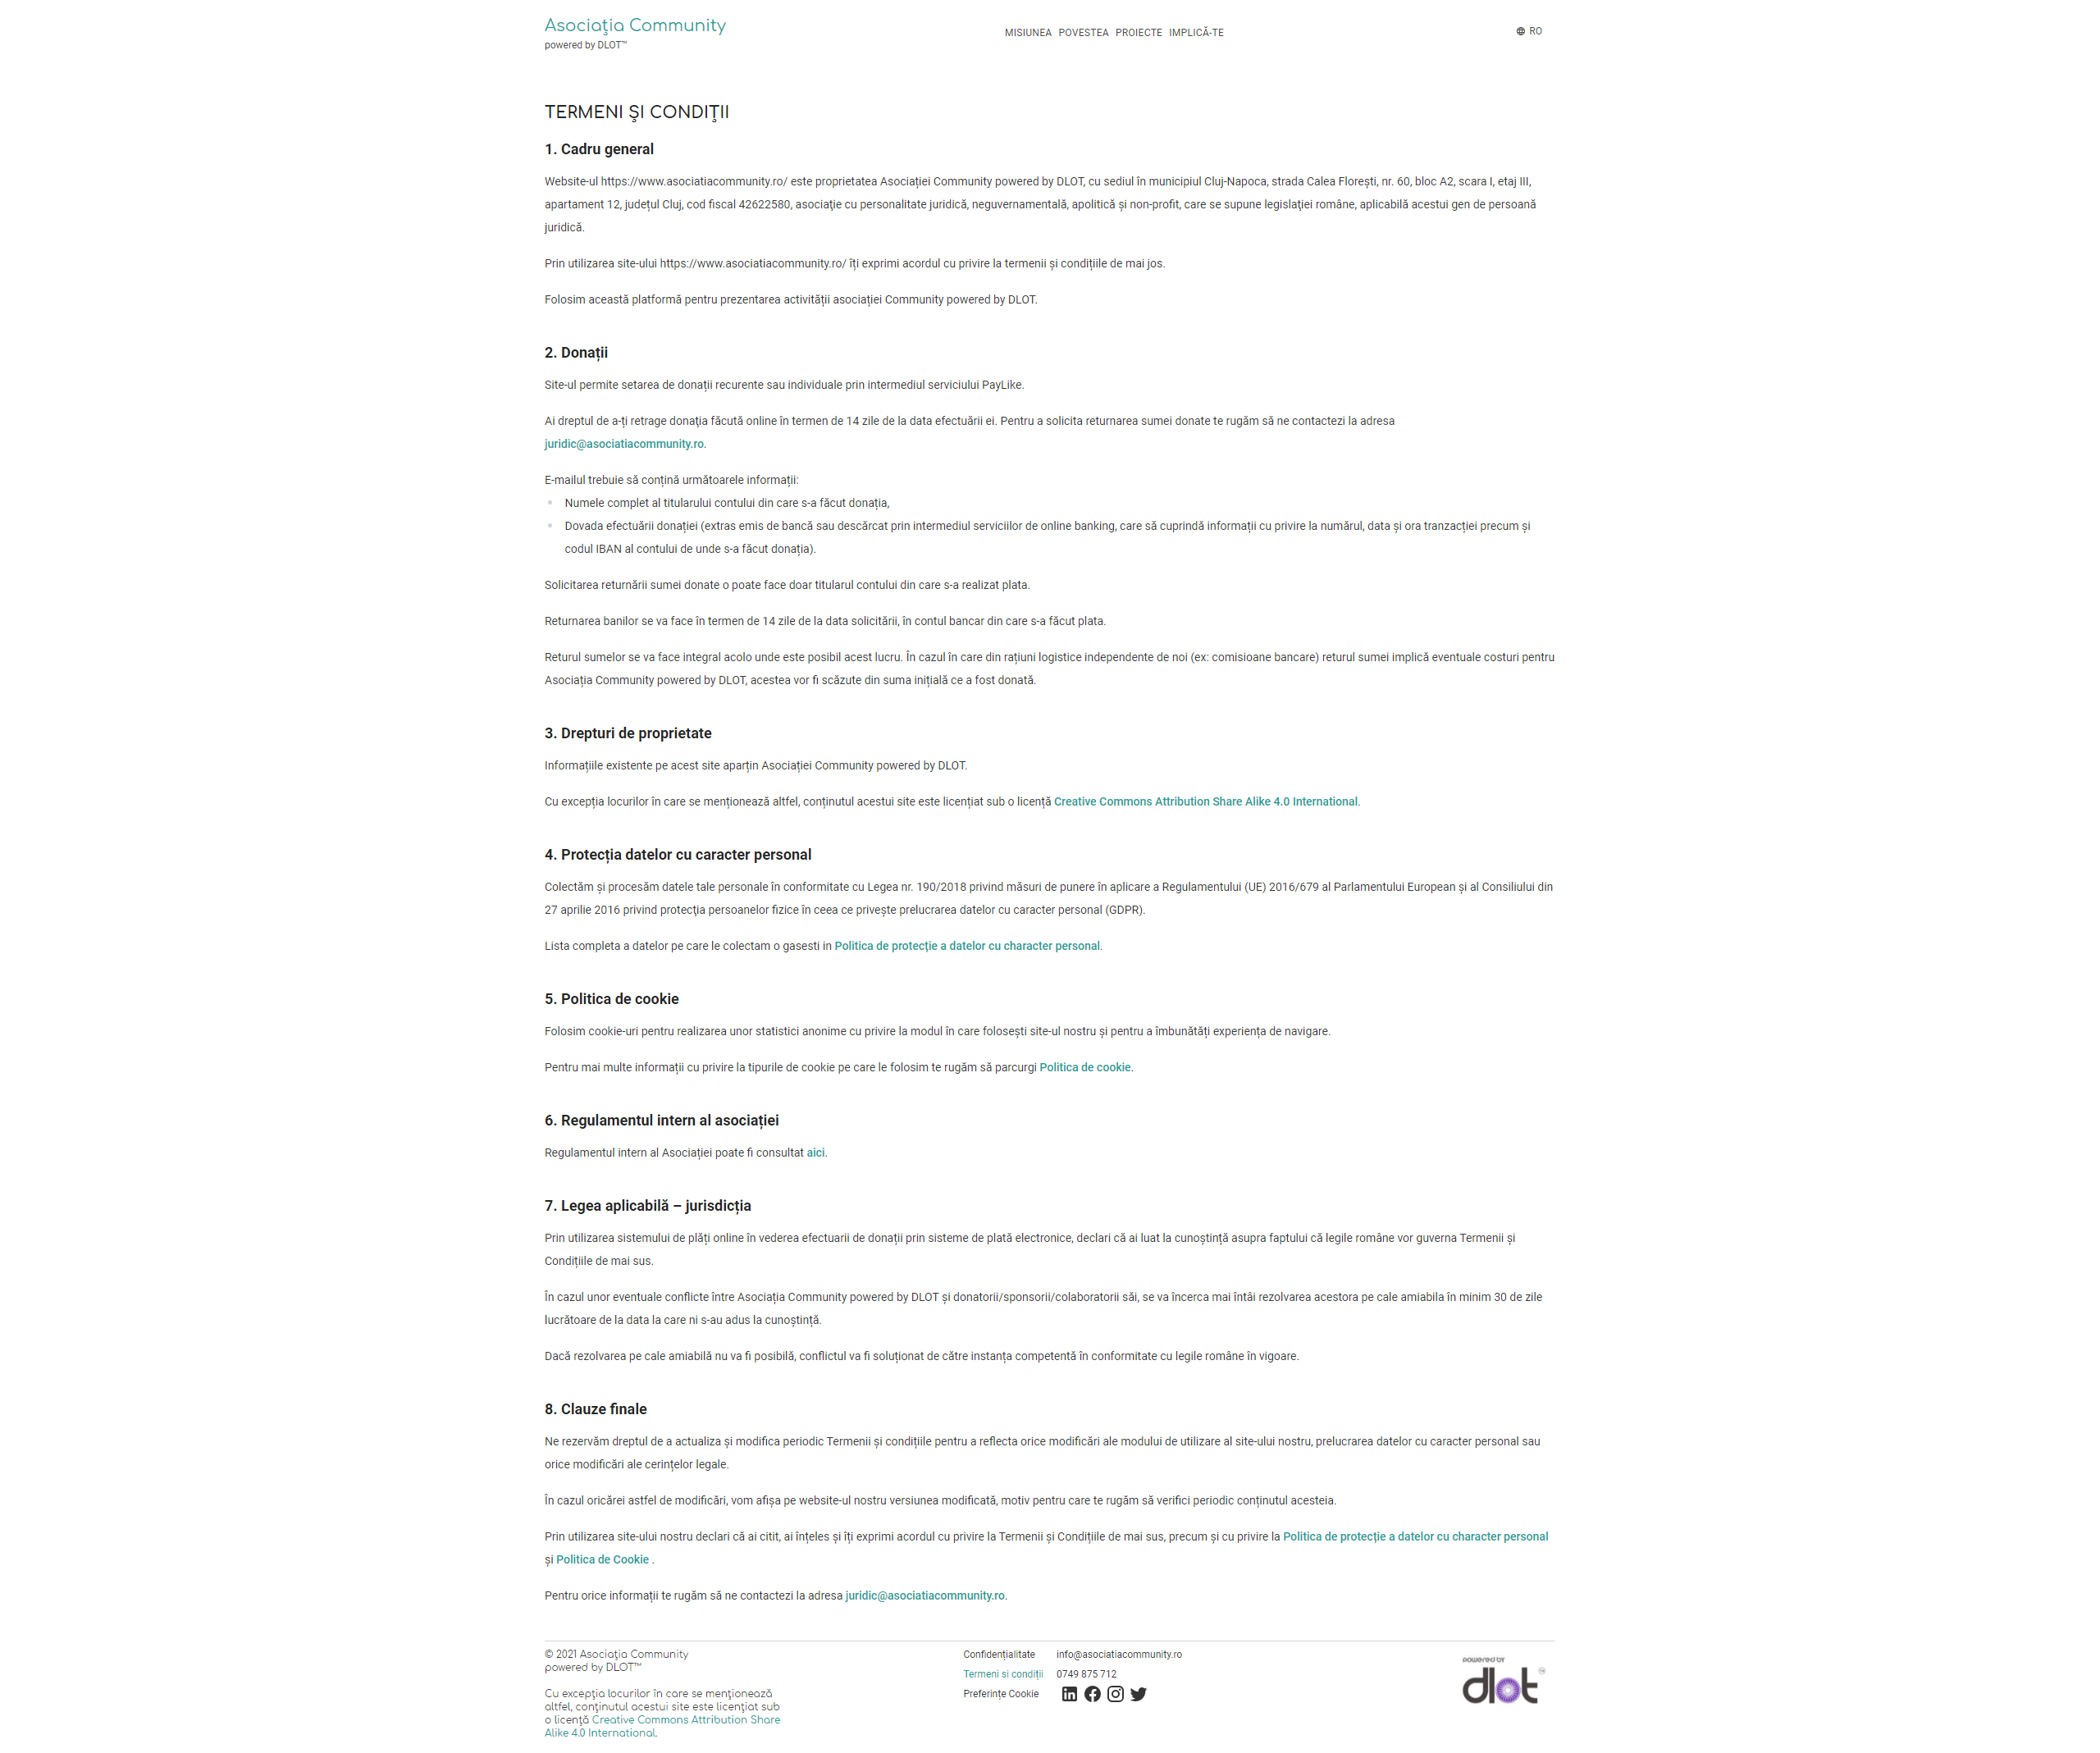 Asociația Community
powered by DLOT™
MISIUNEA POVESTEA PROIECTE IMPLICĂ-TE
RO
TERMENI ȘI CONDIȚII
1. Cadru general
Website-ul https://www.asociatiacommunity.ro/ este proprietatea Asociației Community powered by DLOT, cu sediul în municipiul Cluj-Napoca, strada Calea Florești, nr. 60, bloc A2, scara I, etaj III,
apartament 12, județul Cluj, cod fiscal 42622580, asociaţie cu personalitate juridică, neguvernamentală, apolitică și non-profit, care se supune legislaţiei române, aplicabilă acestui gen de persoană
juridică.
Prin utilizarea site-ului https://www.asociatiacommunity.ro/ îți exprimi acordul cu privire la termenii și condițiile de mai jos.
Folosim această platformă pentru prezentarea activității asociației Community powered by DLOT.
2. Donații
Site-ul permite setarea de donații recurente sau individuale prin intermediul serviciului PayLike.
Ai dreptul de a-ți retrage donaţia făcută online în termen de 14 zile de la data efectuării ei. Pentru a solicita returnarea sumei donate te rugăm să ne contactezi la adresa
juridic@asociatiacommunity.ro.
E-mailul trebuie să conțină următoarele informații:
Numele complet al titularului contului din care s-a făcut donația,
Dovada efectuării donației (extras emis de bancă sau descărcat prin intermediul serviciilor de online banking, care să cuprindă informații cu privire la numărul, data și ora tranzacției precum și
codul IBAN al contului de unde s-a făcut donația).
Solicitarea returnării sumei donate o poate face doar titularul contului din care s-a realizat plata.
Returnarea banilor se va face în termen de 14 zile de la data solicitării, în contul bancar din care s-a făcut plata.
Returul sumelor se va face integral acolo unde este posibil acest lucru. În cazul în care din rațiuni logistice independente de noi (ex: comisioane bancare) returul sumei implică eventuale costuri pentru
Asociația Community powered by DLOT, acestea vor fi scăzute din suma inițială ce a fost donată.
3. Drepturi de proprietate
Informațiile existente pe acest site aparțin Asociației Community powered by DLOT.
Cu excepția locurilor în care se menționează altfel, conținutul acestui site este licențiat sub o licență Creative Commons Attribution Share Alike 4.0 International.
4. Protecția datelor cu caracter personal
Colectăm și procesăm datele tale personale în conformitate cu Legea nr. 190/2018 privind măsuri de punere în aplicare a Regulamentului (UE) 2016/679 al Parlamentului European și al Consiliului din
27 aprilie 2016 privind protecţia persoanelor fizice în ceea ce privește prelucrarea datelor cu caracter personal (GDPR).
Lista completa a datelor pe care le colectam o gasesti in Politica de protecție a datelor cu character personal.
5. Politica de cookie
Folosim cookie-uri pentru realizarea unor statistici anonime cu privire la modul în care folosești site-ul nostru și pentru a îmbunătăți experiența de navigare.
Pentru mai multe informații cu privire la tipurile de cookie pe care le folosim te rugăm să parcurgi Politica de cookie.
6. Regulamentul intern al asociației
Regulamentul intern al Asociației poate fi consultat aici.
7. Legea aplicabilă – jurisdicția
Prin utilizarea sistemului de plăți online în vederea efectuarii de donații prin sisteme de plată electronice, declari că ai luat la cunoștință asupra faptului că legile române vor guverna Termenii și
Condițiile de mai sus.
În cazul unor eventuale conflicte între Asociația Community powered by DLOT și donatorii/sponsorii/colaboratorii săi, se va încerca mai întâi rezolvarea acestora pe cale amiabila în minim 30 de zile
lucrătoare de la data la care ni s-au adus la cunoștință.
Dacă rezolvarea pe cale amiabilă nu va fi posibilă, conflictul va fi soluționat de către instanța competentă în conformitate cu legile române în vigoare.
8. Clauze finale
Ne rezervăm dreptul de a actualiza și modifica periodic Termenii și condițiile pentru a reflecta orice modificări ale modului de utilizare al site-ului nostru, prelucrarea datelor cu caracter personal sau
orice modificări ale cerințelor legale.
În cazul oricărei astfel de modificări, vom afișa pe website-ul nostru versiunea modificată, motiv pentru care te rugăm să verifici periodic conținutul acesteia.
Prin utilizarea site-ului nostru declari că ai citit, ai înțeles și îți exprimi acordul cu privire la Termenii și Condițiile de mai sus, precum și cu privire la Politica de protecție a datelor cu character personal
și Politica de Cookie .
Pentru orice informații te rugăm să ne contactezi la adresa juridic@asociatiacommunity.ro.
© 2021 Asociația Community
powered by DLOT™
Cu excepția locurilor în care se menționează
altfel, conținutul acestui site este licențiat sub
o licență Creative Commons Attribution Share
Alike 4.0 International.
Confidențialitate
Termeni si condiții
Preferințe Cookie
info@asociatiacommunity.ro
0749 875 712
powered BY
dlot